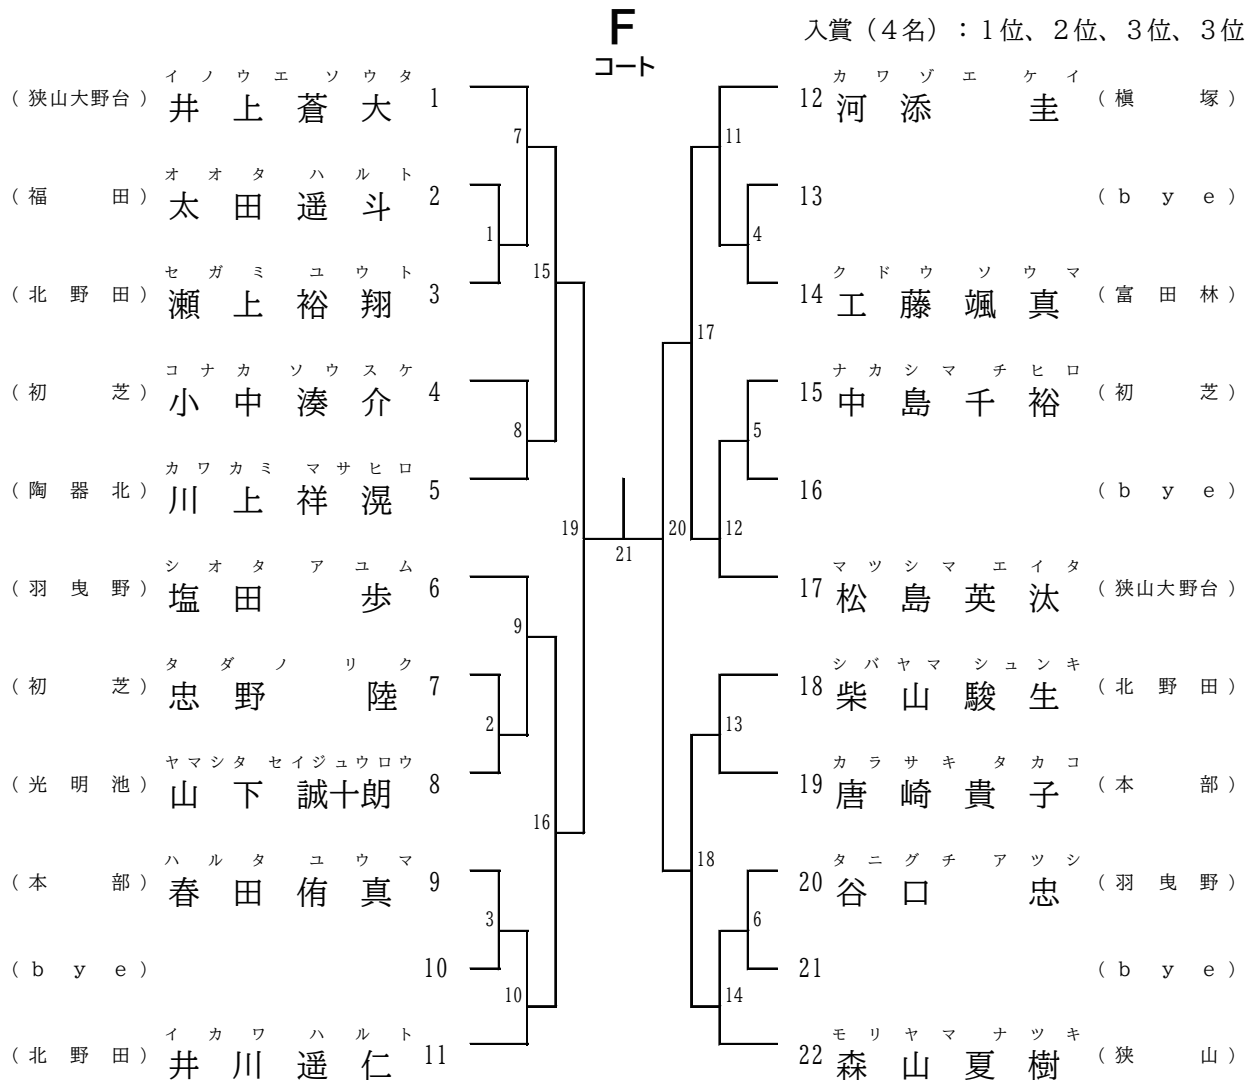 F
コート
入賞（4名）：1位、2位、3位、3位
イノウエ ソウタ
（狭山大野台） 井上蒼大 1
7
オオタ ハルト
（福田） 太田遥斗 2
1
セガミ ユウト
（北野田） 瀬上裕翔 3
15
コナカ ソウスケ
（初芝） 小中湊介 4
8
カワカミ マサヒロ
（陶器北） 川上祥滉 5
19
シオタ アユム
（羽曳野） 塩田歩 6
9
タダノ リク
（初芝） 忠野陸 7
2
ヤマシタ セイジュウロウ
（光明池） 山下誠十朗 8
16
ハルタ ユウマ
（本部） 春田侑真 9
3
（bye） 10
10
イカワ ハルト
（北野田） 井川遥仁 11
21
カワゾエ ケイ
12 河添圭 （槇塚）
11
13 （bye）
4
クドウ ソウマ
14 工藤颯真 （富田林）
17
ナカシマ チヒロ
15 中島千裕 （初芝）
5
16 （bye）
20
12
マツシマ エイタ
17 松島英汰 （狭山大野台）
シバヤマ シュンキ
18 柴山駿生 （北野田）
13
カラサキ タカコ
19 唐崎貴子 （本部）
18
タニグチ アツシ
20 谷口忠 （羽曳野）
6
21 （bye）
14
モリヤマ ナツキ
22 森山夏樹 （狭山）